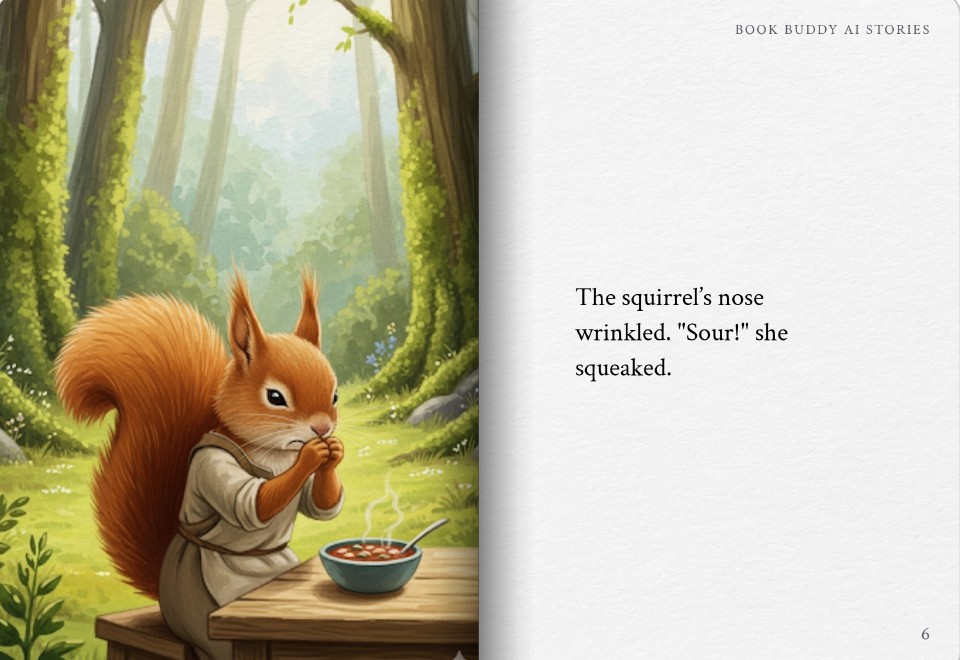 BOOK BUDDY AI STORIES
The squirrel’s nose
wrinkled. "Sour!" she
squeaked.
6